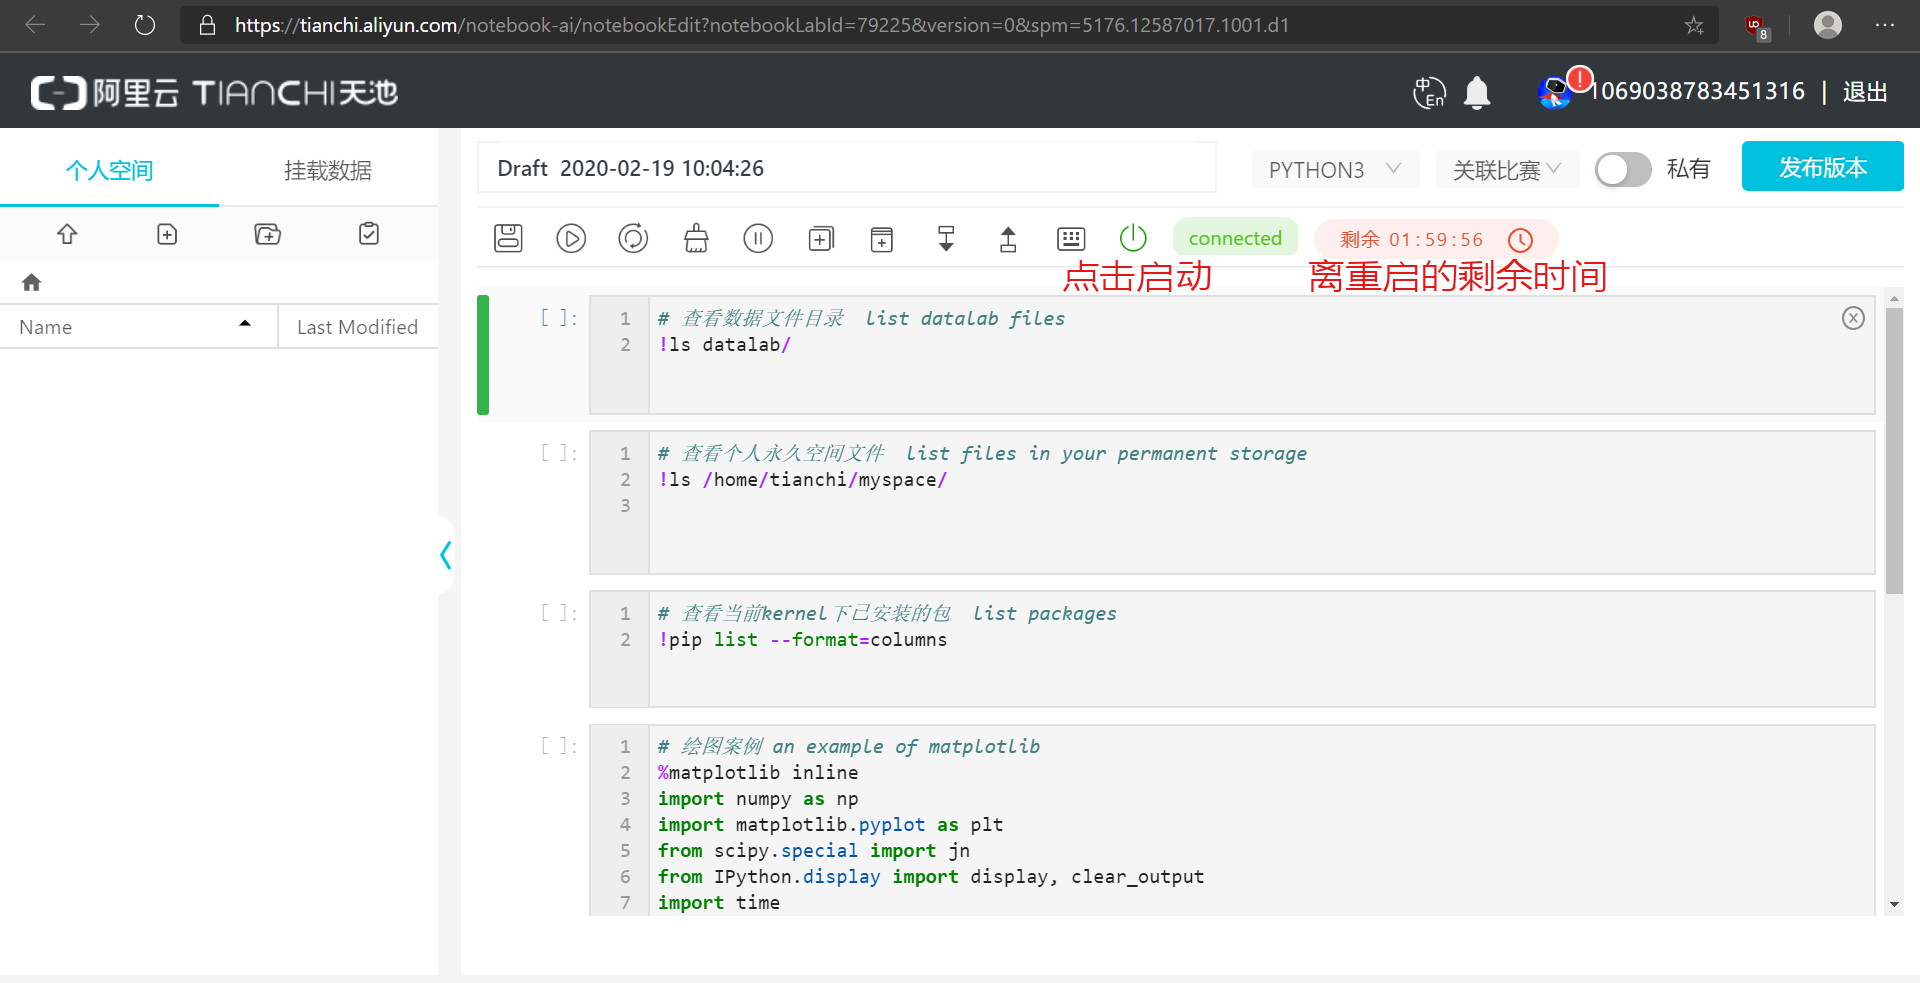 https://tianchi.aliyun.com/notebook-ai/notebookEdit?notebookLabId=79225&version=0&spm=5176.12587017.1001.d1
8
阿里云 TIANCHI天池
中 En
!
1069038783451316 | 退出
个人空间 挂载数据
Draft 2020-02-19 10:04:26
PYTHON3 关联比赛 私有 发布版本
connected 剩余 01:59:56
点击启动 离重启的剩余时间
Name Last Modified
[ ]: 1 # 查看数据文件目录 list datalab files
2 !ls datalab/
[ ]: 1 # 查看个人永久空间文件 list files in your permanent storage
2 !ls /home/tianchi/myspace/
3
[ ]: 1 # 查看当前kernel下已安装的包 list packages
2 !pip list --format=columns
[ ]: 1 # 绘图案例 an example of matplotlib
2 %matplotlib inline
3 import numpy as np
4 import matplotlib.pyplot as plt
5 from scipy.special import jn
6 from IPython.display import display, clear_output
7 import time